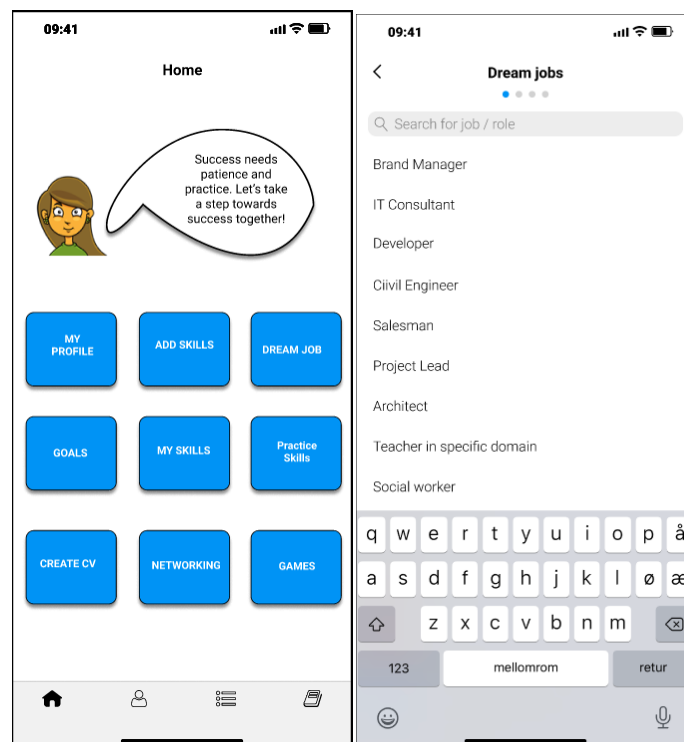 09:41
Home
Success needs
patience and
practice. Let's take
a step towards
success together!
MY
PROFILE
ADD SKILLS
DREAM JOB
GOALS
MY SKILLS
Practice
Skills
CREATE CV
NETWORKING
GAMES
09:41
Dream jobs
Search for job / role
Brand Manager
IT Consultant
Developer
Ciivil Engineer
Salesman
Project Lead
Architect
Teacher in specific domain
Social worker
q w e r t y u i o p å
a s d f g h j k l ø æ
z x c v b n m
123 mellomrom retur